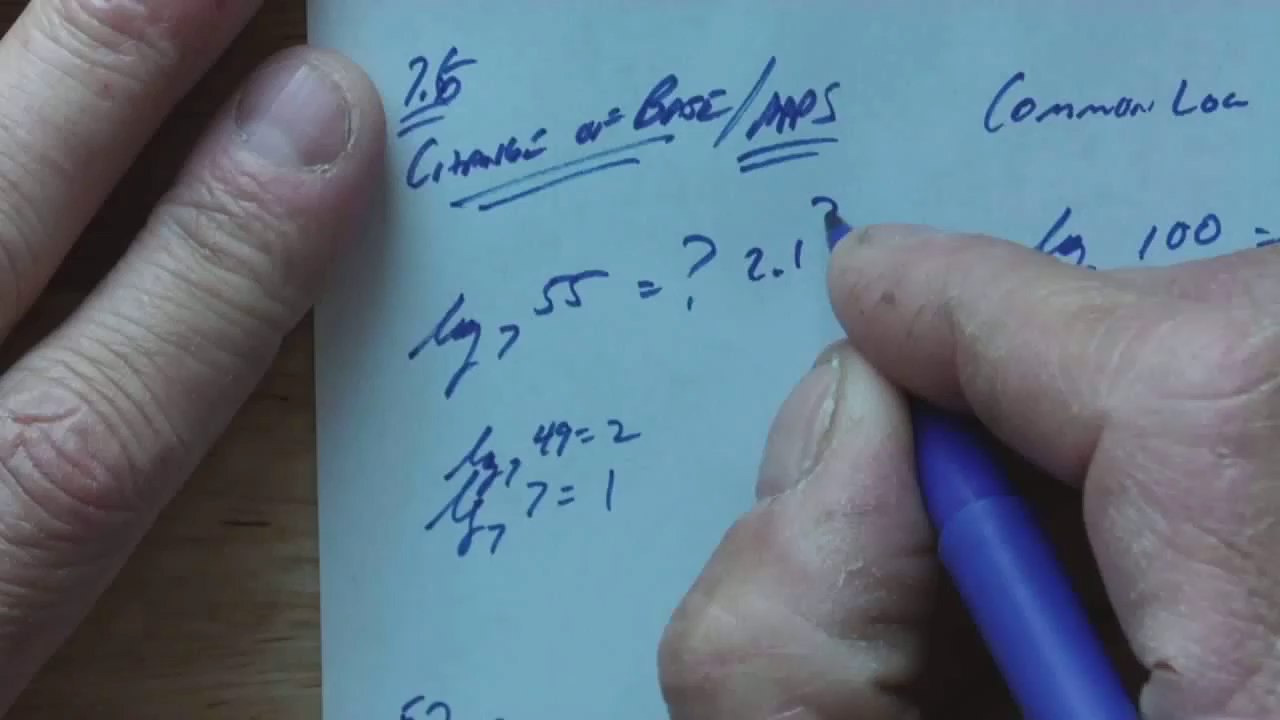 7.6
CHANGE OF BASE/APPS
COMMON LOG
log₇ 55 = ? 2.1 ?
log 100 =
log₇ 49 = 2
log₇ 7 = 1